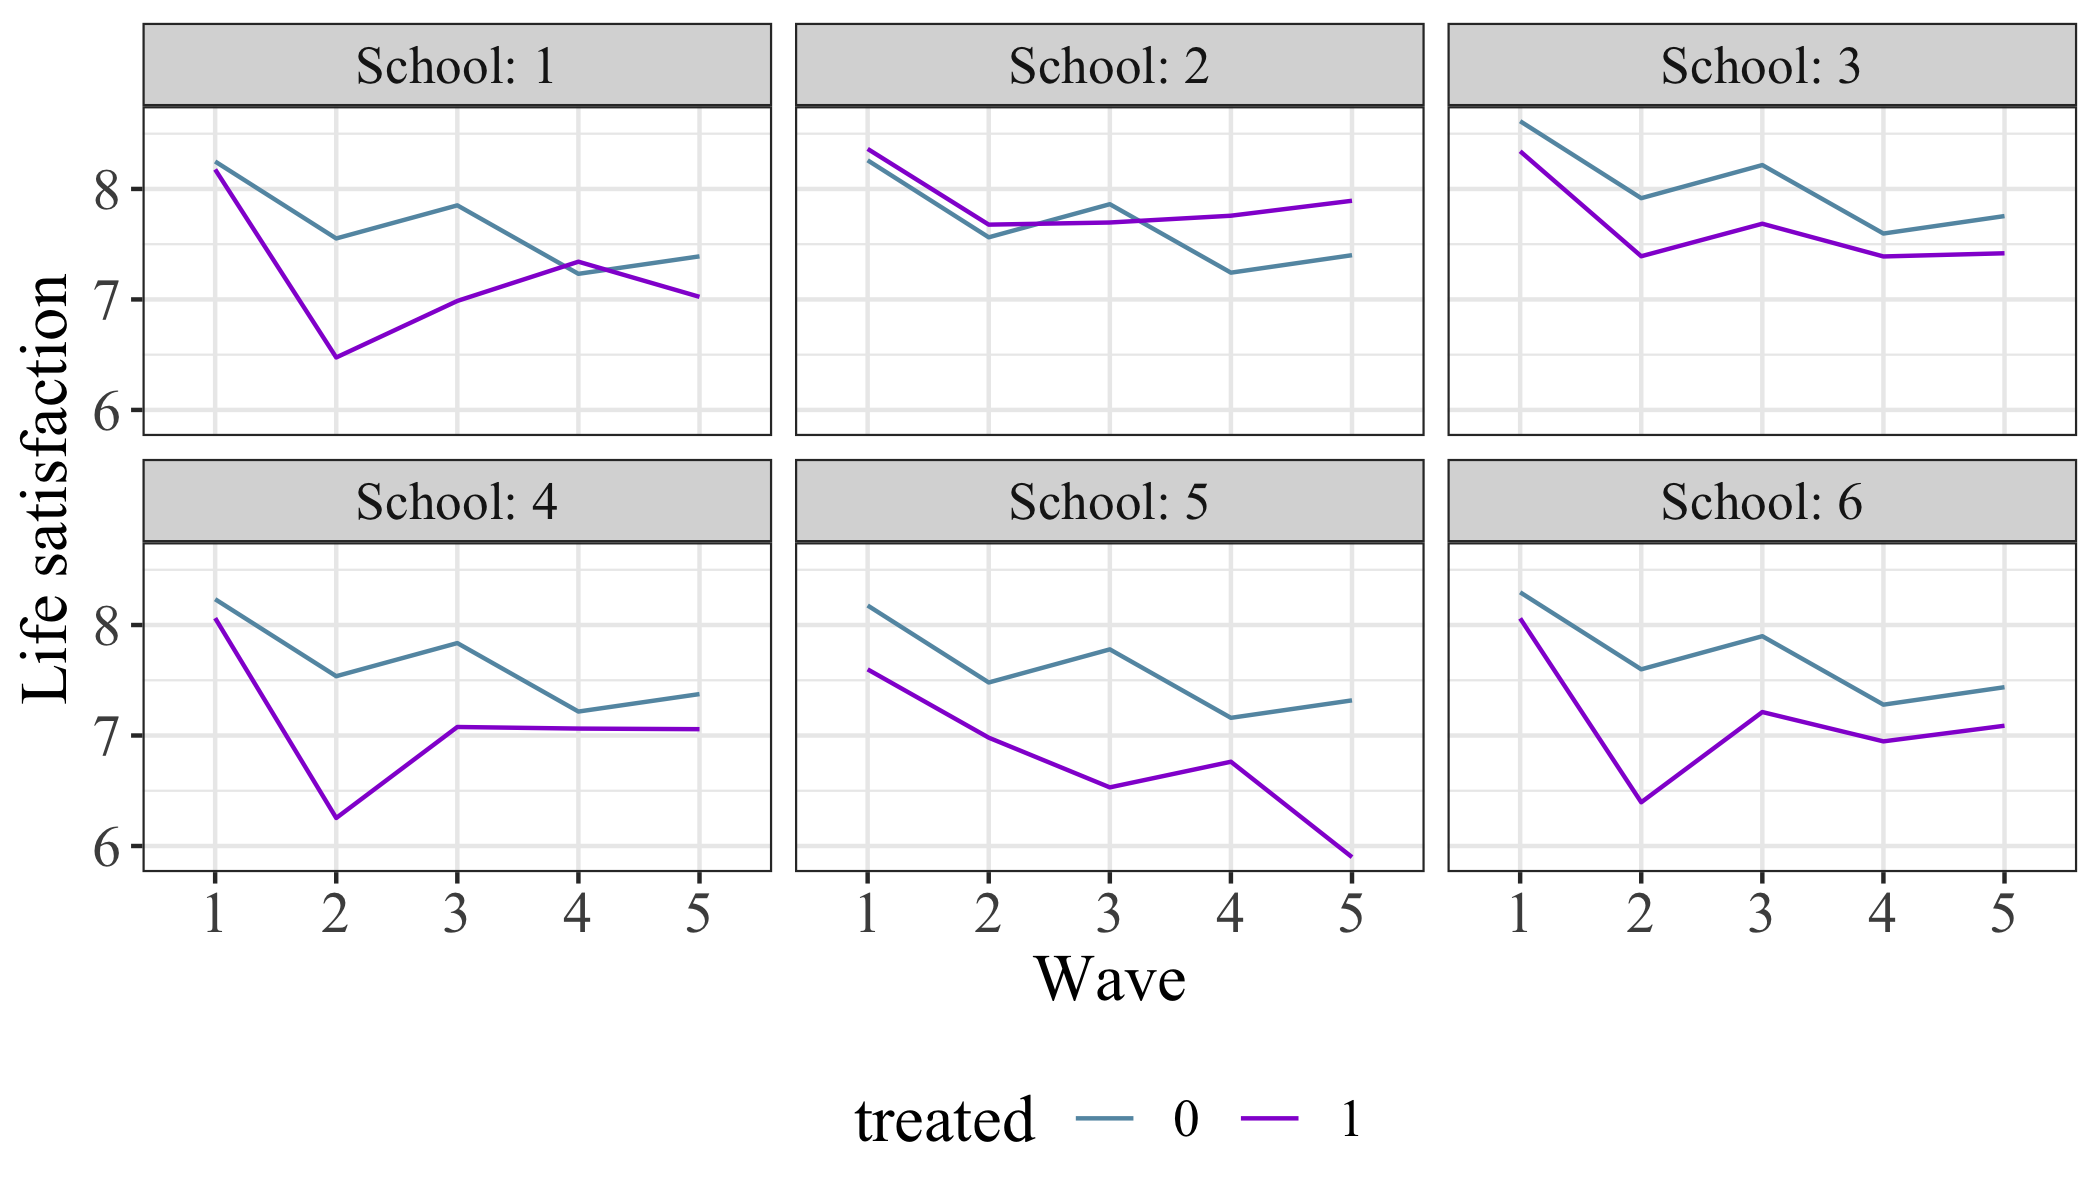 School: 1
School: 2
School: 3
8
7
6
School: 4
School: 5
School: 6
8
7
6
1 2 3 4 5
1 2 3 4 5
1 2 3 4 5
Life satisfaction
Wave
treated 0 1